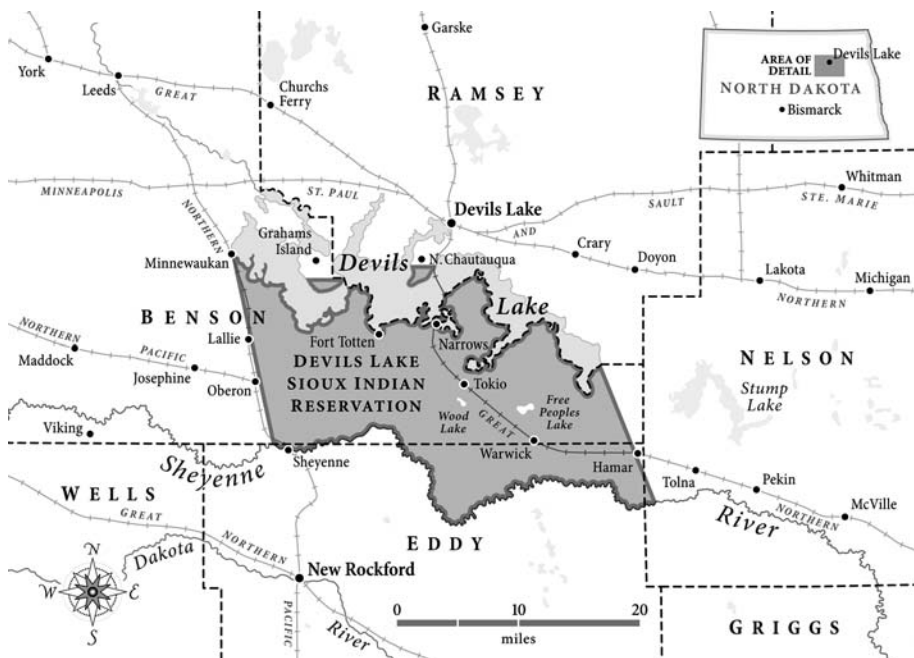 Garske
York
Leeds
GREAT
Churchs
Ferry
RAMSEY
AREA OF
DETAIL
Devils Lake
NORTH DAKOTA
Bismarck
MINNEAPOLIS
ST. PAUL
AND
SAULT
STE. MARIE
Whitman
NORTHERN
Grahams
Island
Devils Lake
Minnewaukan
Devils
N. Chautauqua
Crary
Doyon
Lakota
Michigan
NORTHERN
BENSON
Lake
NORTHERN
PACIFIC
Maddock
Josephine
Lallie
Oberon
Fort Totten
Narrows
DEVILS LAKE
SIOUX INDIAN
RESERVATION
Tokio
NELSON
Stump
Lake
Wood
Lake
GREAT
Free
Peoples
Lake
Viking
Sheyenne
Sheyenne
Warwick
Hamar
Tolna
Pekin
NORTHERN
McVille
River
WELLS
GREAT
NORTHERN
EDDY
Dakota
New Rockford
River
PACIFIC
N
W
E
S
0
10
20
miles
GRIGGS